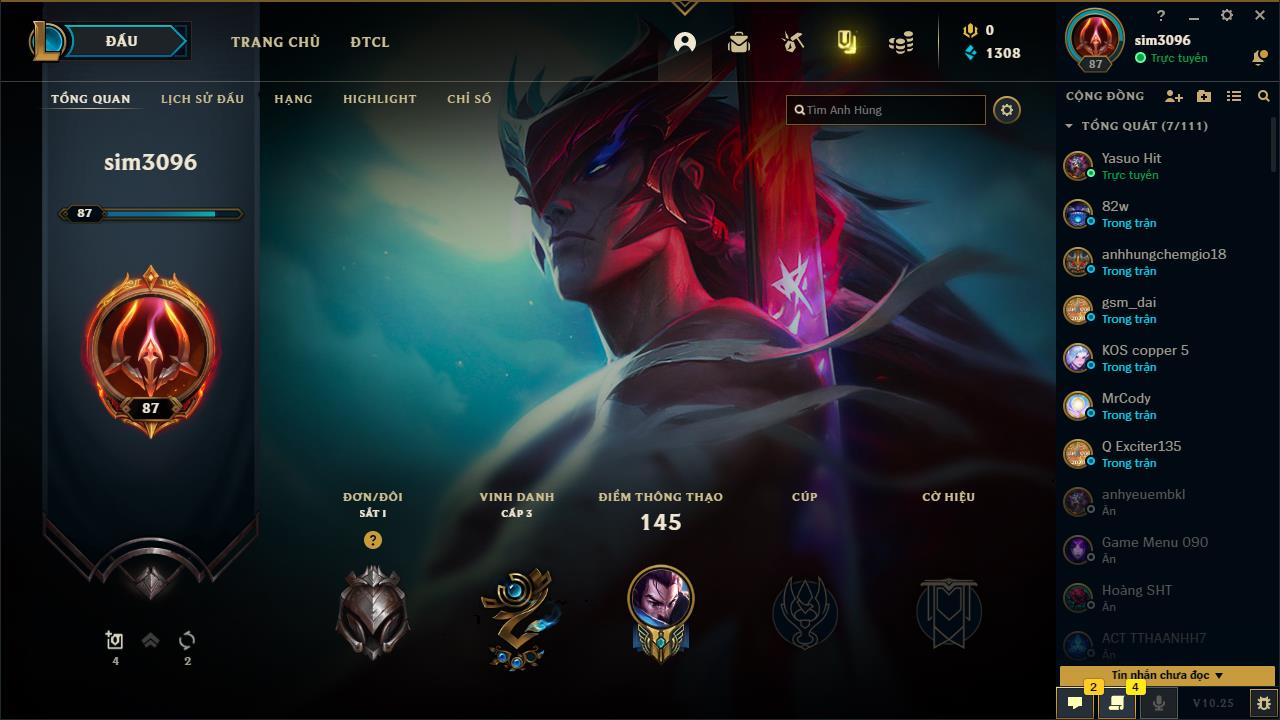 ĐẤU
TRANG CHỦ
ĐTCL
0
1308
87
sim3096
Trực tuyến
TỔNG QUAN
LỊCH SỬ ĐẤU
HẠNG
HIGHLIGHT
CHỈ SỐ
Tìm Anh Hùng
sim3096
87
87
4
2
ĐƠN/ĐÔI
SẮT I
?
VINH DANH
CẤP 3
ĐIỂM THÔNG THẠO
145
CÚP
CỜ HIỆU
CỘNG ĐỒNG
TỔNG QUÁT (7/111)
Yasuo Hit
Trực tuyến
82w
Trong trận
anhhungchemgio18
Trong trận
gsm_dai
Trong trận
KOS copper 5
Trong trận
MrCody
Trong trận
Q Exciter135
Trong trận
anhyeuembkl
Ẩn
Game Menu 090
Ẩn
Hoàng SHT
Ẩn
ACT TTHAANHH7
Ẩn
Tin nhắn chưa đọc
2
4
V10.25